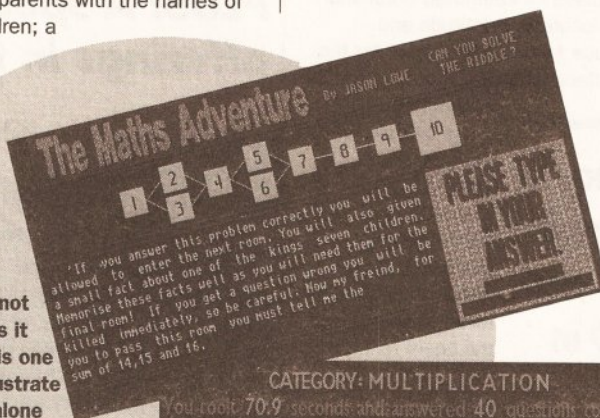 parents with the names of
dren; a
The Maths Adventure By JASON LOWE
CAN YOU SOLVE
THE RIDDLE?
1 2 3 4 5 6 7 8 9 10
'If you answer this problem correctly you will be
allowed to enter the next room. You will also given
a small fact about one of the kings seven children.
Memorise these facts well as you will need them for the
final room! If you get a question wrong you will be
killed immediately, so be careful. Now my freind, for
you to pass this room you must tell me the
sum of 14,15 and 16.
PLEASE TYPE
IN YOUR
ANSWER.
not
s it
is one
ustrate
alone
CATEGORY: MULTIPLICATION
You took 70.9 seconds and answered 40 questions